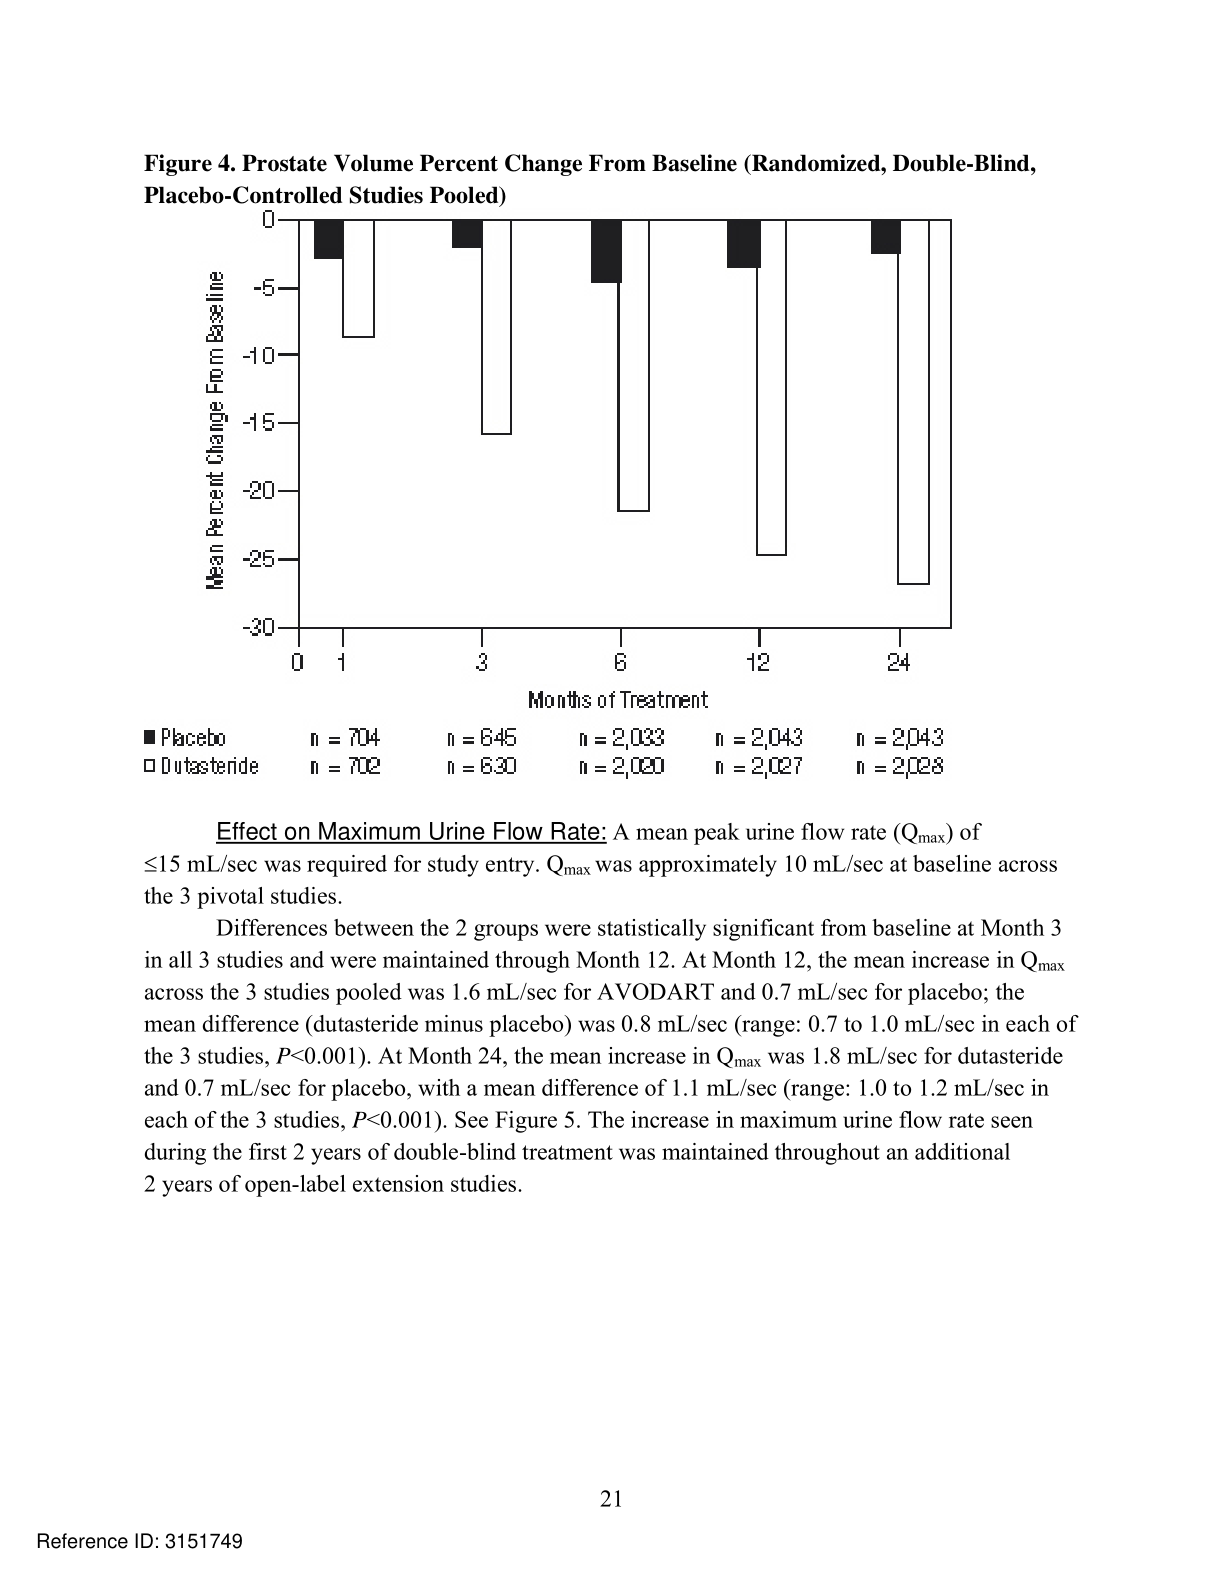 Figure 4. Prostate Volume Percent Change From Baseline (Randomized, Double-Blind,
Placebo-Controlled Studies Pooled)
0
-5
-10
-15
-20
-25
-30
Mean Percent Change From Baseline
0 1 3 6 12 24
Months of Treatment
Placebo n = 704 n = 645 n = 2,033 n = 2,043 n = 2,043
Dutasteride n = 702 n = 630 n = 2,020 n = 2,027 n = 2,028
Effect on Maximum Urine Flow Rate: A mean peak urine flow rate (Qmax) of
≤15 mL/sec was required for study entry. Qmax was approximately 10 mL/sec at baseline across
the 3 pivotal studies.
Differences between the 2 groups were statistically significant from baseline at Month 3
in all 3 studies and were maintained through Month 12. At Month 12, the mean increase in Qmax
across the 3 studies pooled was 1.6 mL/sec for AVODART and 0.7 mL/sec for placebo; the
mean difference (dutasteride minus placebo) was 0.8 mL/sec (range: 0.7 to 1.0 mL/sec in each of
the 3 studies, P<0.001). At Month 24, the mean increase in Qmax was 1.8 mL/sec for dutasteride
and 0.7 mL/sec for placebo, with a mean difference of 1.1 mL/sec (range: 1.0 to 1.2 mL/sec in
each of the 3 studies, P<0.001). See Figure 5. The increase in maximum urine flow rate seen
during the first 2 years of double-blind treatment was maintained throughout an additional
2 years of open-label extension studies.
21
Reference ID: 3151749